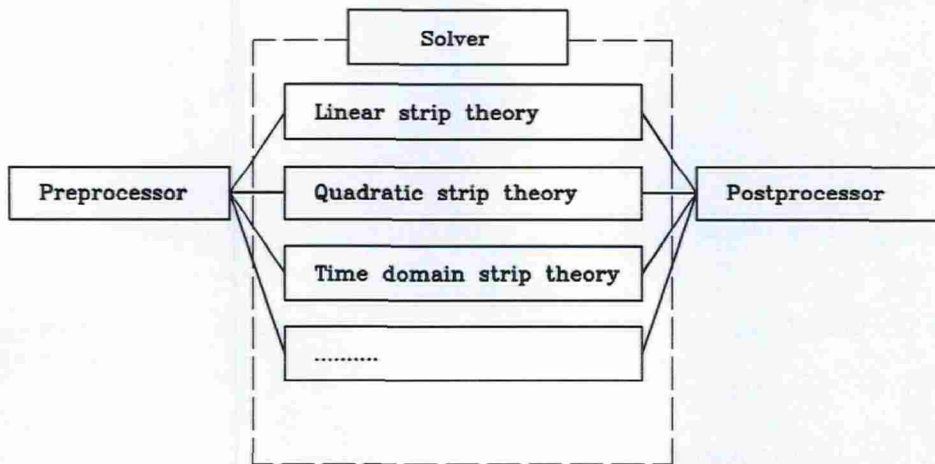 Solver
Linear strip theory
Preprocessor
Quadratic strip theory
Postprocessor
Time domain strip theory
..........